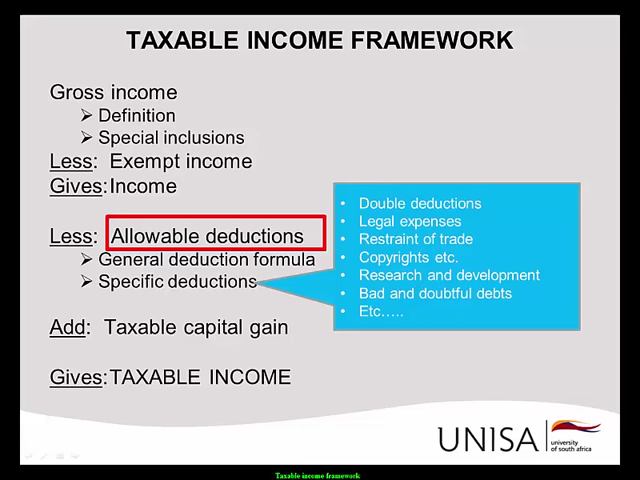 TAXABLE INCOME FRAMEWORK
Gross income
Definition
Special inclusions
Less: Exempt income
Gives: Income
Less: Allowable deductions
General deduction formula
Specific deductions
• Double deductions
• Legal expenses
• Restraint of trade
• Copyrights etc.
• Research and development
• Bad and doubtful debts
• Etc…..
Add: Taxable capital gain
Gives: TAXABLE INCOME
UNISA
university
of south africa
Taxable income framework